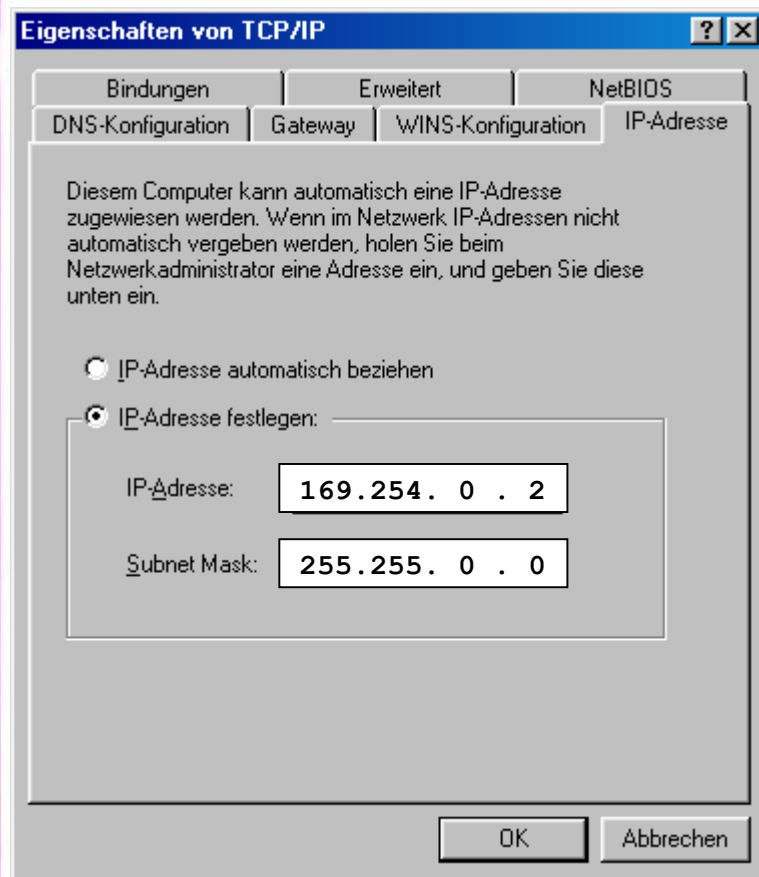 Eigenschaften von TCP/IP
Bindungen Erweitert NetBIOS
DNS-Konfiguration Gateway WINS-Konfiguration IP-Adresse
Diesem Computer kann automatisch eine IP-Adresse
zugewiesen werden. Wenn im Netzwerk IP-Adressen nicht
automatisch vergeben werden, holen Sie beim
Netzwerkadministrator eine Adresse ein, und geben Sie diese
unten ein.
IP-Adresse automatisch beziehen
IP-Adresse festlegen:
IP-Adresse: 169.254. 0 . 2
Subnet Mask: 255.255. 0 . 0
OK Abbrechen